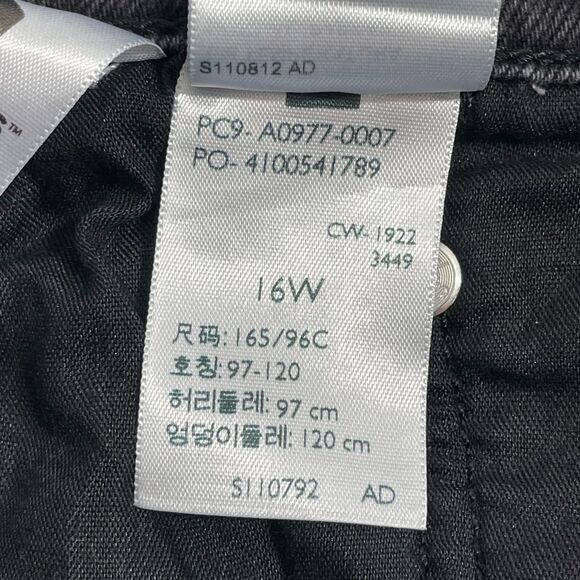 S110812 AD
™
PC9- A0977-0007
PO- 4100541789
CW- 1922
3449
16W
尺码: 165/96C
호칭: 97-120
허리둘레: 97 cm
엉덩이둘레: 120 cm
S110792 AD